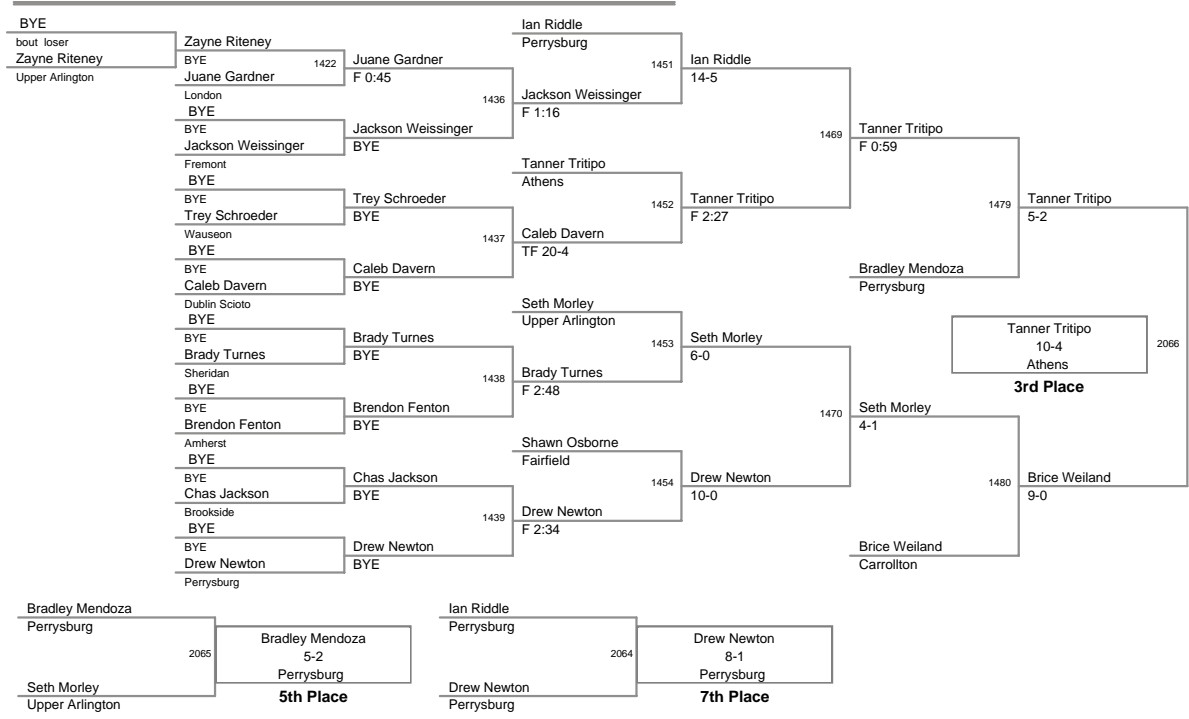 BYE
bout loser
Zayne Riteney
Upper Arlington
Zayne Riteney
BYE
1422
Juane Gardner
London
BYE
BYE
Jackson Weissinger
Fremont
BYE
BYE
Trey Schroeder
Wauseon
BYE
BYE
Caleb Davern
Dublin Scioto
BYE
BYE
Brady Turnes
Sheridan
BYE
BYE
Brendon Fenton
Amherst
BYE
BYE
Chas Jackson
Brookside
BYE
BYE
Drew Newton
Perrysburg
Juane Gardner
F 0:45
1436
Jackson Weissinger
BYE
Trey Schroeder
BYE
1437
Caleb Davern
BYE
Brady Turnes
BYE
1438
Brendon Fenton
BYE
Chas Jackson
BYE
1439
Drew Newton
BYE
Ian Riddle
Perrysburg
1451
Jackson Weissinger
F 1:16
Tanner Tritipo
Athens
1452
Caleb Davern
TF 20-4
Seth Morley
Upper Arlington
1453
Brady Turnes
F 2:48
Shawn Osborne
Fairfield
1454
Drew Newton
F 2:34
Ian Riddle
14-5
1469
Tanner Tritipo
F 2:27
Seth Morley
6-0
1470
Drew Newton
10-0
Tanner Tritipo
F 0:59
1479
Bradley Mendoza
Perrysburg
Seth Morley
4-1
1480
Brice Weiland
Carrollton
Tanner Tritipo
5-2
2066
Brice Weiland
9-0
Tanner Tritipo
10-4
Athens
3rd Place
Bradley Mendoza
Perrysburg
2065
Seth Morley
Upper Arlington
Bradley Mendoza
5-2
Perrysburg
5th Place
Ian Riddle
Perrysburg
2064
Drew Newton
Perrysburg
Drew Newton
8-1
Perrysburg
7th Place